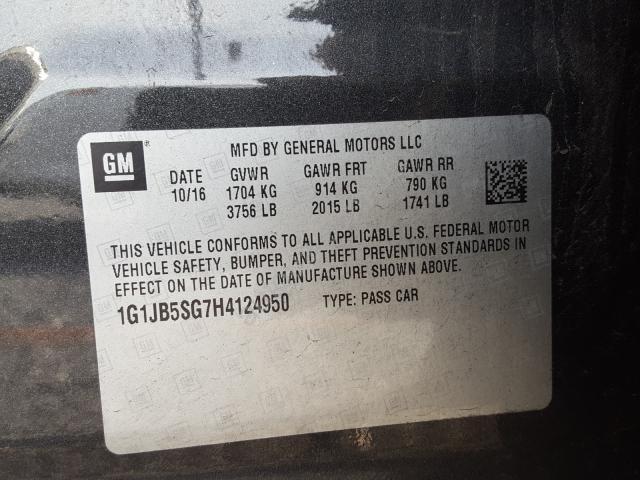 GM
MFD BY GENERAL MOTORS LLC
DATE GVWR GAWR FRT GAWR RR
10/16 1704 KG 914 KG 790 KG
3756 LB 2015 LB 1741 LB
THIS VEHICLE CONFORMS TO ALL APPLICABLE U.S. FEDERAL MOTOR
VEHICLE SAFETY, BUMPER, AND THEFT PREVENTION STANDARDS IN
EFFECT ON THE DATE OF MANUFACTURE SHOWN ABOVE.
1G1JB5SG7H4124950 TYPE: PASS CAR